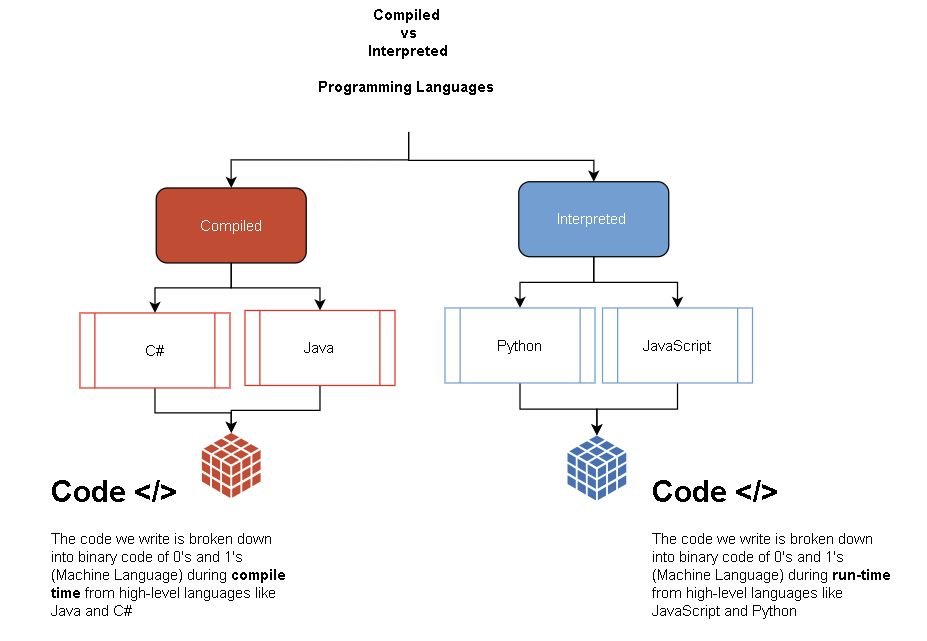 Compiled
vs
Interpreted
Programming Languages
Compiled
Interpreted
C#
Java
Python
JavaScript
Code </>
The code we write is broken down
into binary code of 0's and 1's
(Machine Language) during compile
time from high-level languages like
Java and C#
Code </>
The code we write is broken down
into binary code of 0's and 1's
(Machine Language) during run-time
from high-level languages like
JavaScript and Python